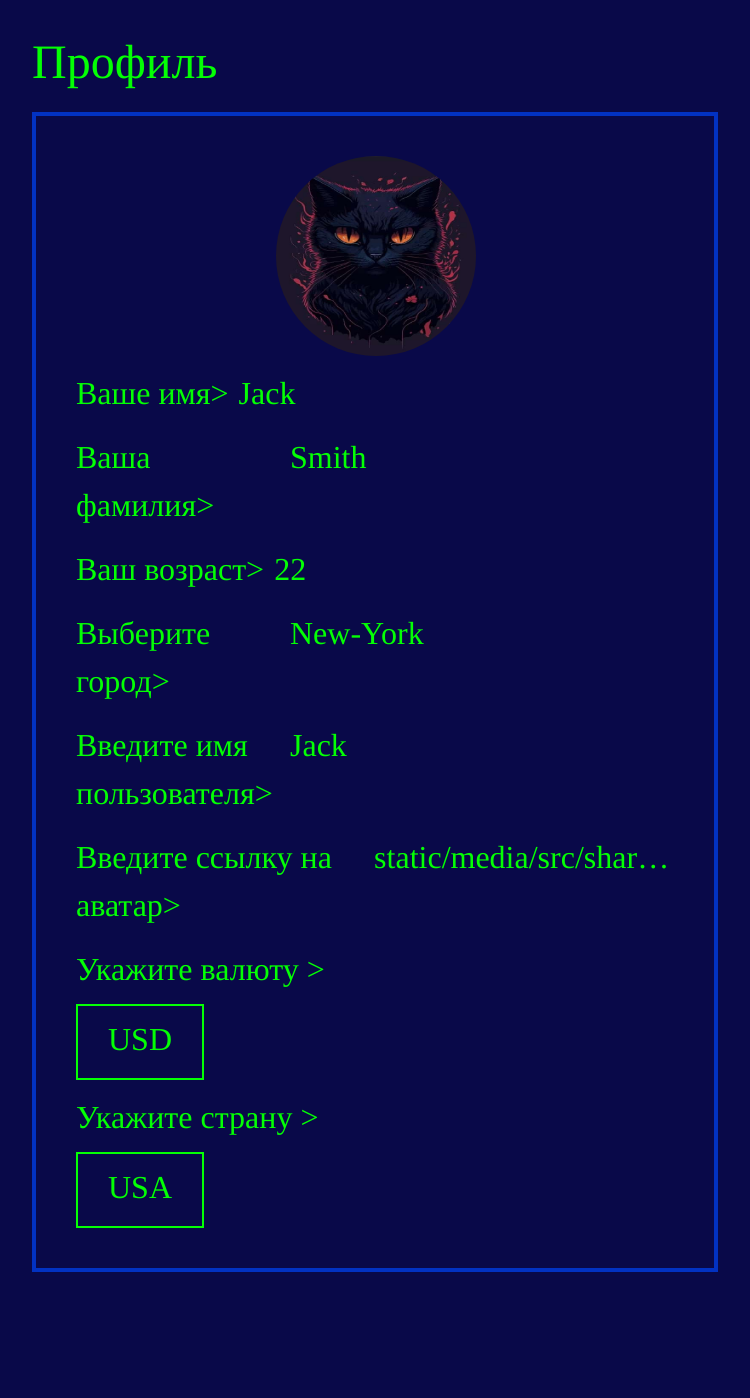 Профиль
Ваше имя> Jack
Ваша Smith
фамилия>
Ваш возраст> 22
Выберите New-York
город>
Введите имя Jack
пользователя>
Введите ссылку на static/media/src/shar…
аватар>
Укажите валюту >
USD
Укажите страну >
USA